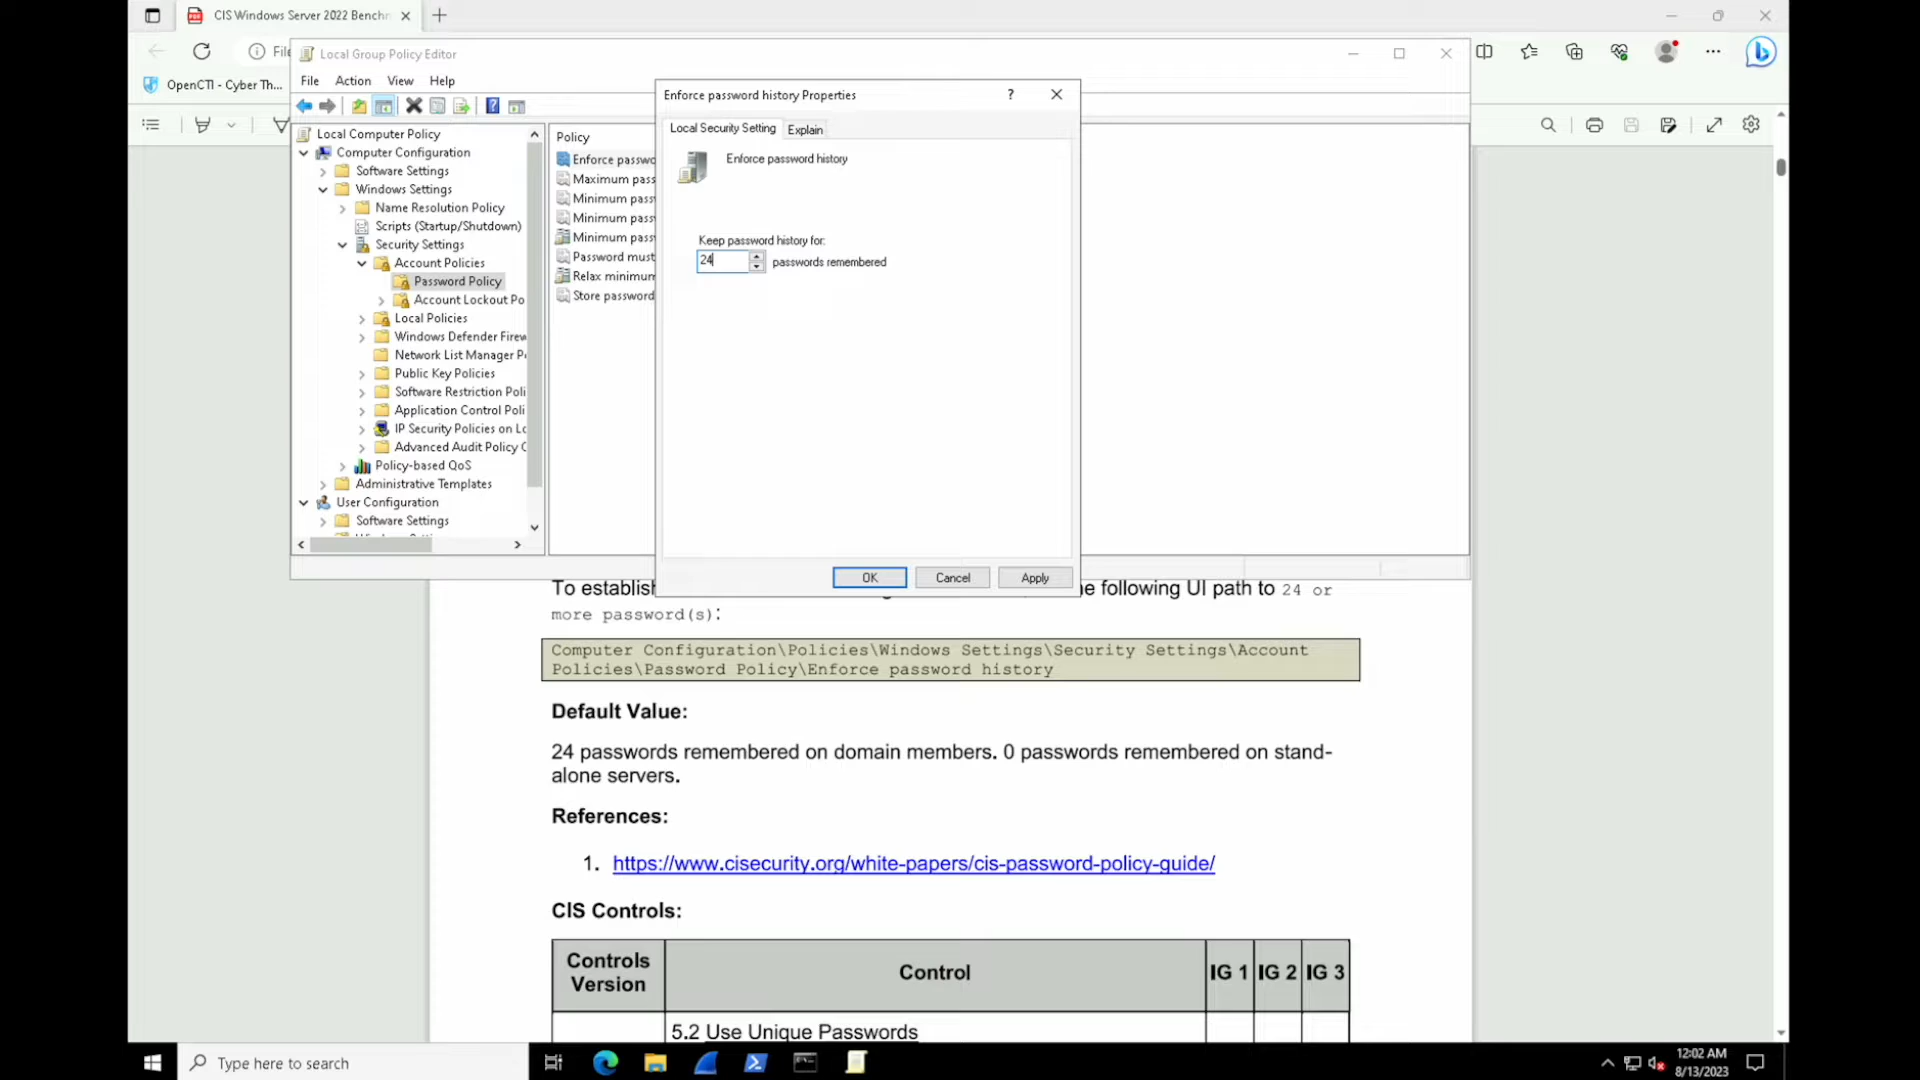 CIS Windows Server 2022 Benchm
File
OpenCTI - Cyber Th...
Local Group Policy Editor
File Action View Help
Local Computer Policy
Computer Configuration
Software Settings
Windows Settings
Name Resolution Policy
Scripts (Startup/Shutdown)
Security Settings
Account Policies
Password Policy
Account Lockout Po
Local Policies
Windows Defender Firew
Network List Manager P
Public Key Policies
Software Restriction Poli
Application Control Poli
IP Security Policies on Lo
Advanced Audit Policy C
Policy-based QoS
Administrative Templates
User Configuration
Software Settings
Policy
Enforce passwo
Maximum pass
Minimum pass
Minimum pass
Minimum pass
Password must
Relax minimum
Store password
Enforce password history Properties
?
Local Security Setting Explain
Enforce password history
Keep password history for:
24 passwords remembered
OK Cancel Apply
To establis
he following UI path to 24 or
more password(s):
Computer Configuration\Policies\Windows Settings\Security Settings\Account
Policies\Password Policy\Enforce password history
Default Value:
24 passwords remembered on domain members. 0 passwords remembered on stand-
alone servers.
References:
1. https://www.cisecurity.org/white-papers/cis-password-policy-guide/
CIS Controls:
Controls Version Control IG 1 IG 2 IG 3
5.2 Use Unique Passwords
Type here to search
12:02 AM
8/13/2023